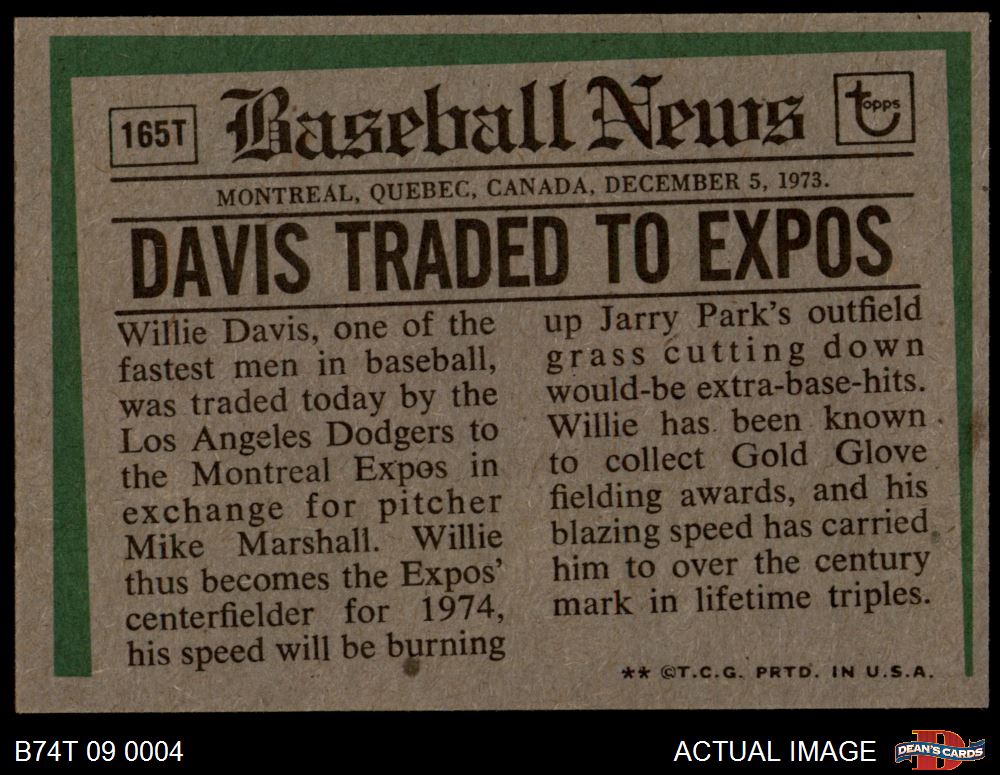 165T
Baseball News
topps
MONTREAL, QUEBEC, CANADA, DECEMBER 5, 1973.
DAVIS TRADED TO EXPOS
Willie Davis, one of the
fastest men in baseball,
was traded today by the
Los Angeles Dodgers to
the Montreal Expos in
exchange for pitcher
Mike Marshall. Willie
thus becomes the Expos'
centerfielder for 1974,
his speed will be burning
up Jarry Park's outfield
grass cutting down
would-be extra-base-hits.
Willie has been known
to collect Gold Glove
fielding awards, and his
blazing speed has carried
him to over the century
mark in lifetime triples.
** ©T.C.G. PRTD. IN U.S.A.
B74T 09 0004
ACTUAL IMAGE
D
DEAN'S CARDS